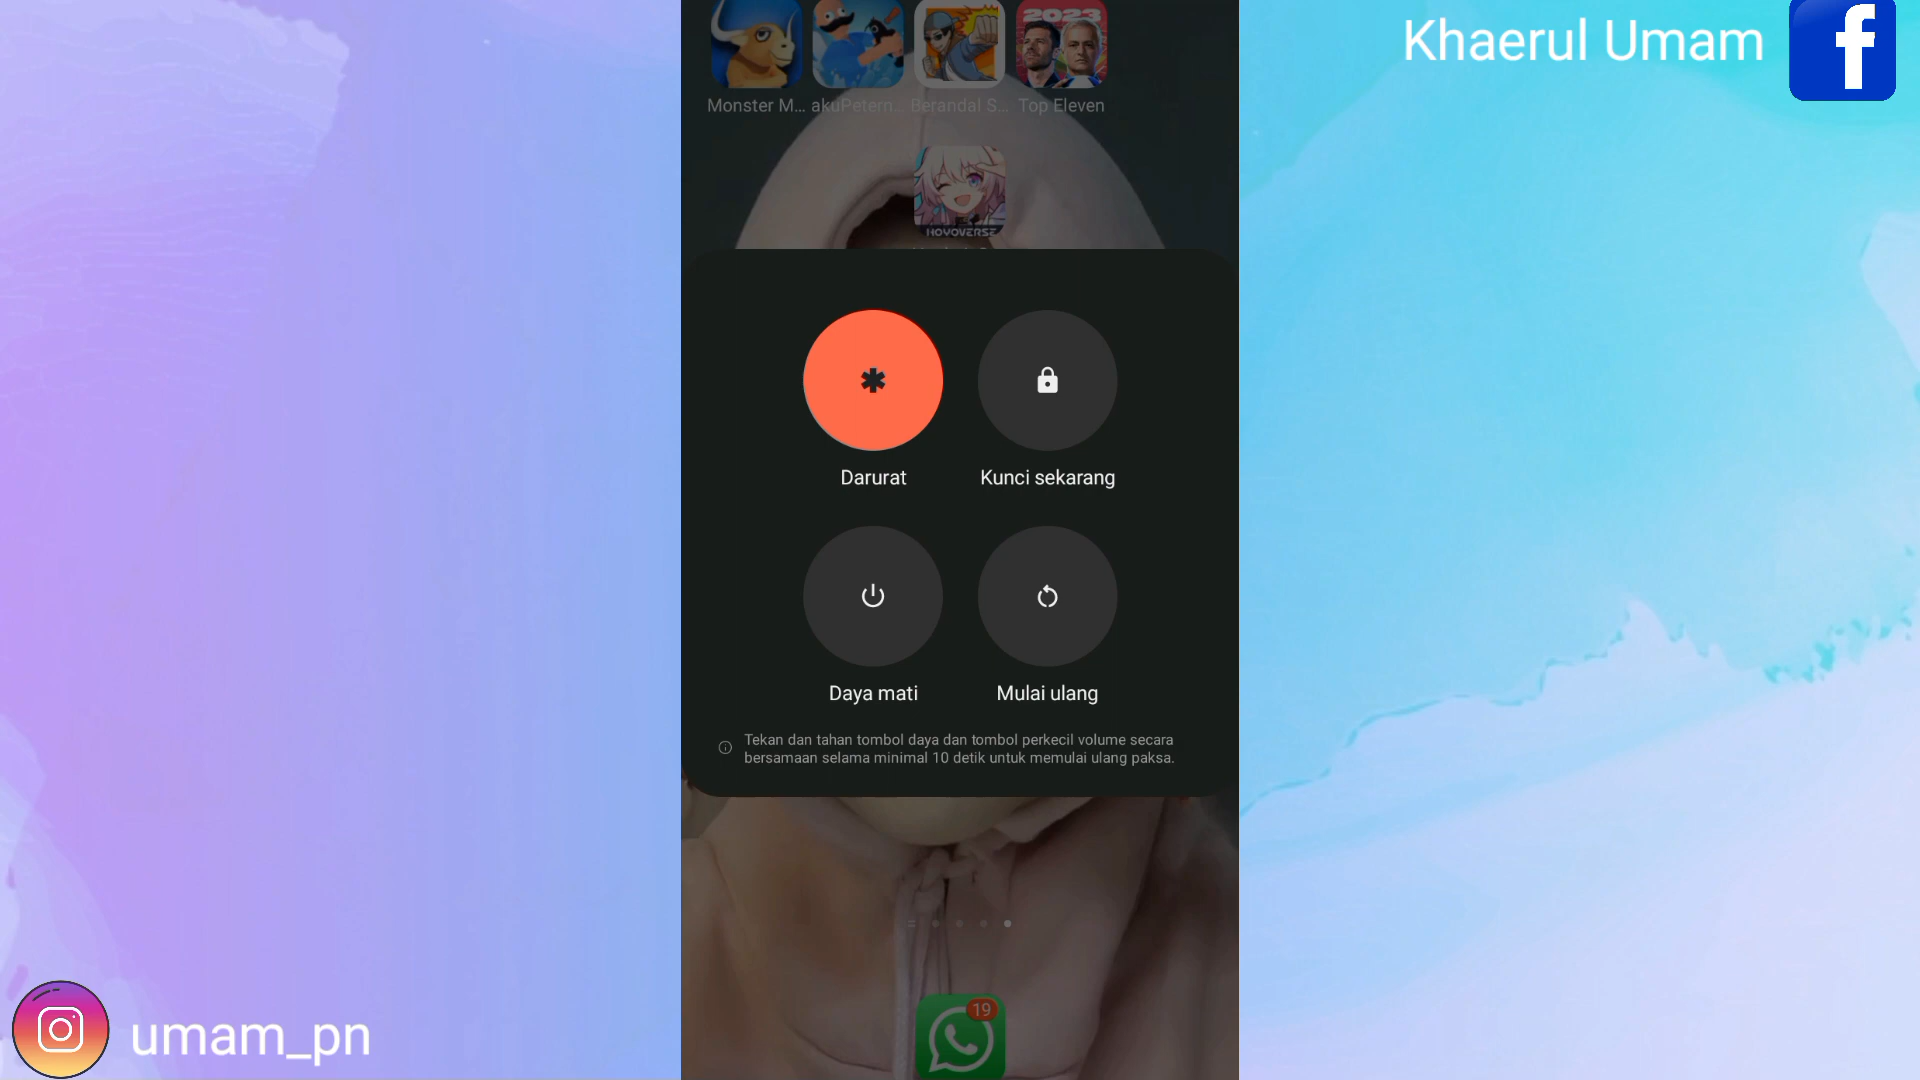 Khaerul Umam
2023
Monster M... akuPetern... Berandal S... Top Eleven
HOYOVERSE
Darurat
Kunci sekarang
Daya mati
Mulai ulang
Tekan dan tahan tombol daya dan tombol perkecil volume secara
bersamaan selama minimal 10 detik untuk memulai ulang paksa.
19
umam_pn